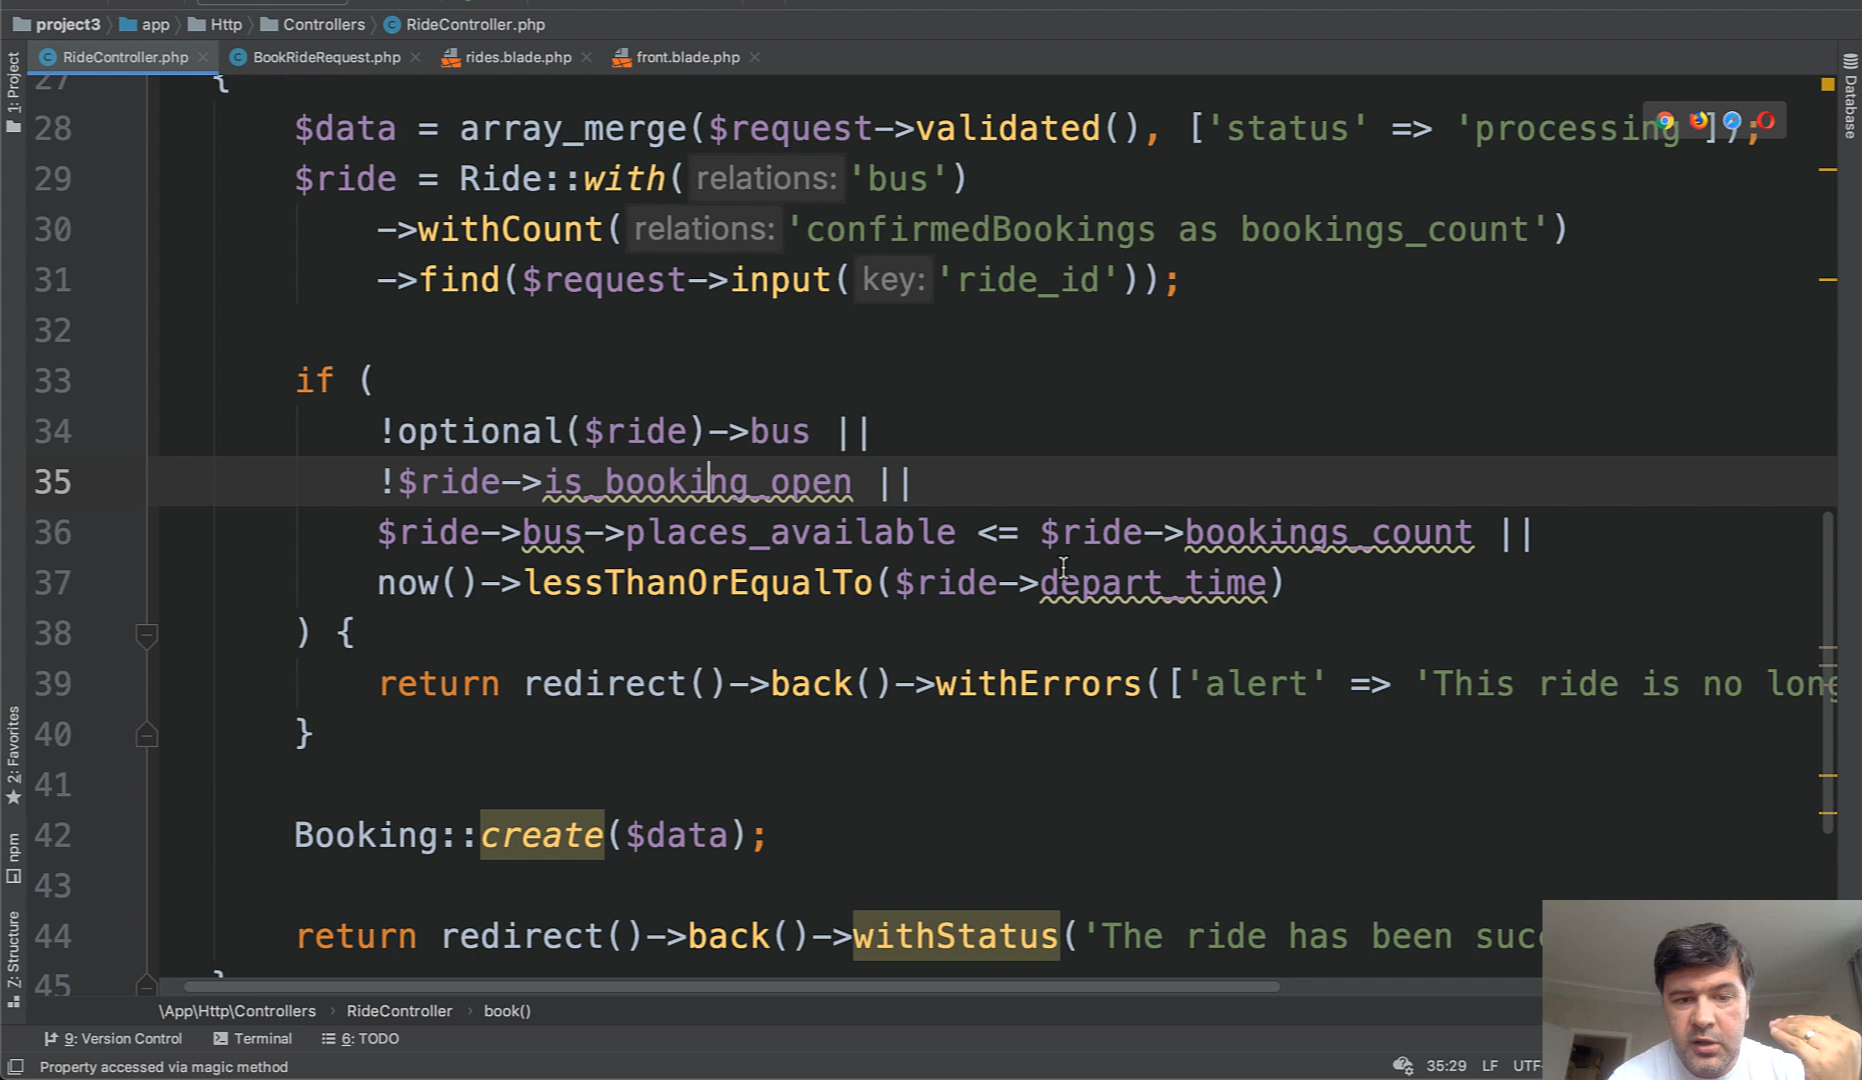 project3 app Http Controllers RideController.php
RideController.php BookRideRequest.php rides.blade.php front.blade.php
1: Project
Database
27 {
28 $data = array_merge($request->validated(), ['status' => 'processing']);
29 $ride = Ride::with( relations: 'bus')
30 ->withCount( relations: 'confirmedBookings as bookings_count')
31 ->find($request->input( key: 'ride_id'));
32
33 if (
34 !optional($ride)->bus ||
35 !$ride->is_booking_open ||
36 $ride->bus->places_available <= $ride->bookings_count ||
37 now()->lessThanOrEqualTo($ride->depart_time)
38 ) {
39 return redirect()->back()->withErrors(['alert' => 'This ride is no long
40 }
41
42 Booking::create($data);
43
44 return redirect()->back()->withStatus('The ride has been succ
45 }
2: Favorites
npm
Z: Structure
\App\Http\Controllers › RideController › book()
9: Version Control Terminal 6: TODO
Property accessed via magic method 35:29 LF UTF-